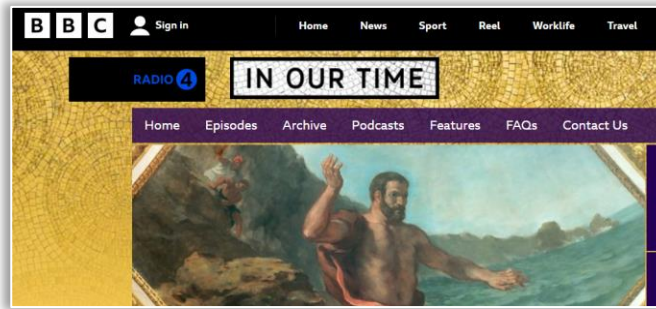 BBC Sign in Home News Sport Reel Worklife Travel
RADIO 4 IN OUR TIME
Home Episodes Archive Podcasts Features FAQs Contact Us